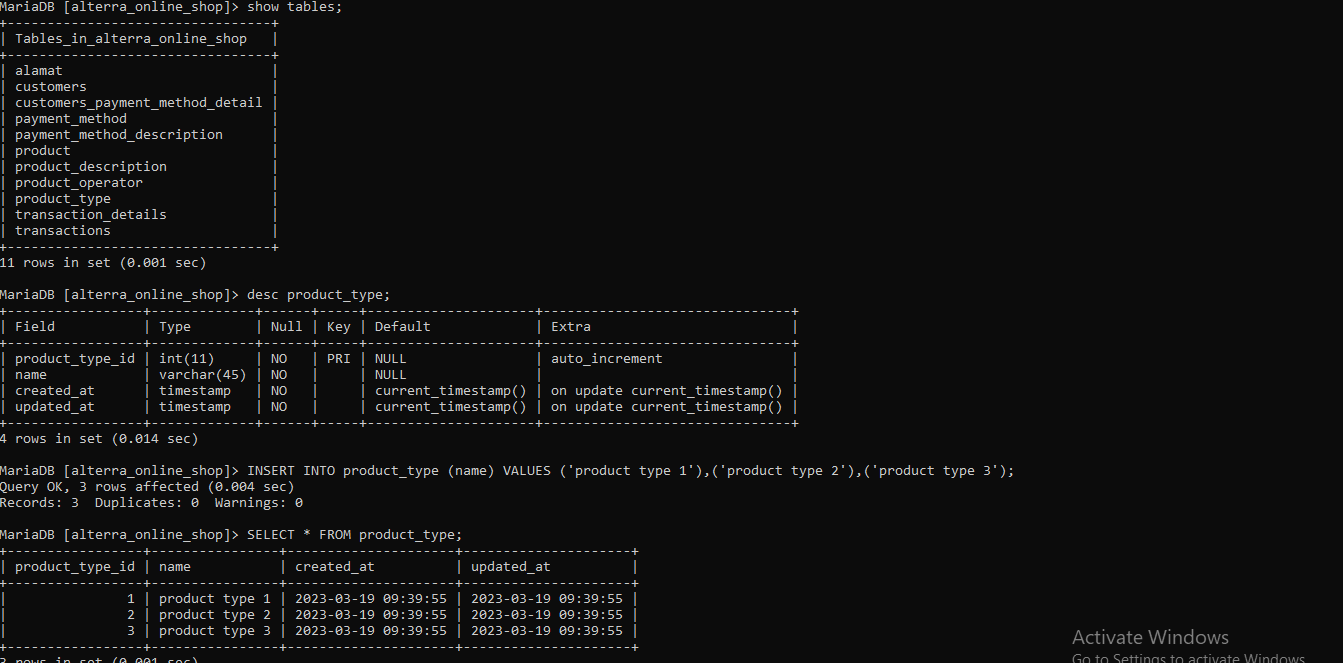 MariaDB [alterra_online_shop]> show tables;
+---------------------------------+
| Tables_in_alterra_online_shop   |
+---------------------------------+
| alamat                          |
| customers                       |
| customers_payment_method_detail |
| payment_method                  |
| payment_method_description      |
| product                         |
| product_description             |
| product_operator                |
| product_type                    |
| transaction_details             |
| transactions                    |
+---------------------------------+
11 rows in set (0.001 sec)
MariaDB [alterra_online_shop]> desc product_type;
+-----------------+-------------+------+-----+---------------------+-------------------------------+
| Field           | Type        | Null | Key | Default             | Extra                         |
+-----------------+-------------+------+-----+---------------------+-------------------------------+
| product_type_id | int(11)     | NO   | PRI | NULL                | auto_increment                |
| name            | varchar(45) | NO   |     | NULL                |                               |
| created_at      | timestamp   | NO   |     | current_timestamp() | on update current_timestamp() |
| updated_at      | timestamp   | NO   |     | current_timestamp() | on update current_timestamp() |
+-----------------+-------------+------+-----+---------------------+-------------------------------+
4 rows in set (0.014 sec)
MariaDB [alterra_online_shop]> INSERT INTO product_type (name) VALUES ('product type 1'),('product type 2'),('product type 3');
Query OK, 3 rows affected (0.004 sec)
Records: 3  Duplicates: 0  Warnings: 0
MariaDB [alterra_online_shop]> SELECT * FROM product_type;
+-----------------+----------------+---------------------+---------------------+
| product_type_id | name           | created_at          | updated_at          |
+-----------------+----------------+---------------------+---------------------+
|               1 | product type 1 | 2023-03-19 09:39:55 | 2023-03-19 09:39:55 |
|               2 | product type 2 | 2023-03-19 09:39:55 | 2023-03-19 09:39:55 |
|               3 | product type 3 | 2023-03-19 09:39:55 | 2023-03-19 09:39:55 |
+-----------------+----------------+---------------------+---------------------+
3 rows in set (0.001 sec)
Activate Windows
Go to Settings to activate Windows.